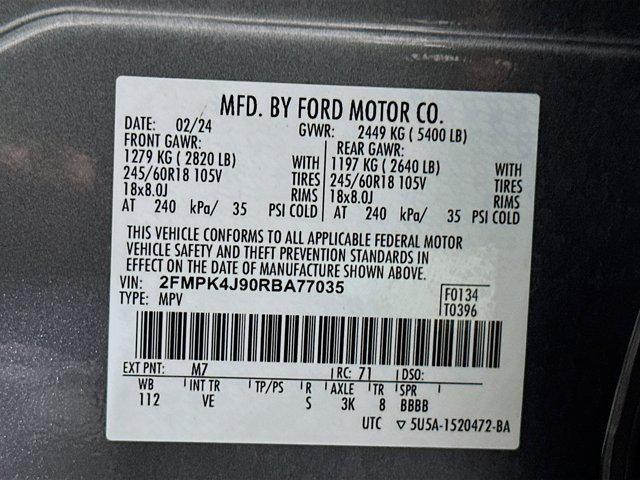 MFD. BY FORD MOTOR CO.
DATE: 02/24 GVWR: 2449 KG ( 5400 LB)
FRONT GAWR: REAR GAWR:
1279 KG ( 2820 LB) WITH 1197 KG ( 2640 LB) WITH
245/60R18 105V TIRES 245/60R18 105V TIRES
18x8.0J RIMS 18x8.0J RIMS
AT 240 kPa/ 35 PSI COLD AT 240 kPa/ 35 PSI COLD
THIS VEHICLE CONFORMS TO ALL APPLICABLE FEDERAL MOTOR
VEHICLE SAFETY AND THEFT PREVENTION STANDARDS IN
EFFECT ON THE DATE OF MANUFACTURE SHOWN ABOVE.
VIN: 2FMPK4J90RBA77035 F0134
TYPE: MPV T0396
EXT PNT: M7 RC: 71 DSO:
WB INT TR TP/PS R AXLE TR SPR
112 VE S 3K 8 BBBB
UTC ▽ 5U5A-1520472-BA